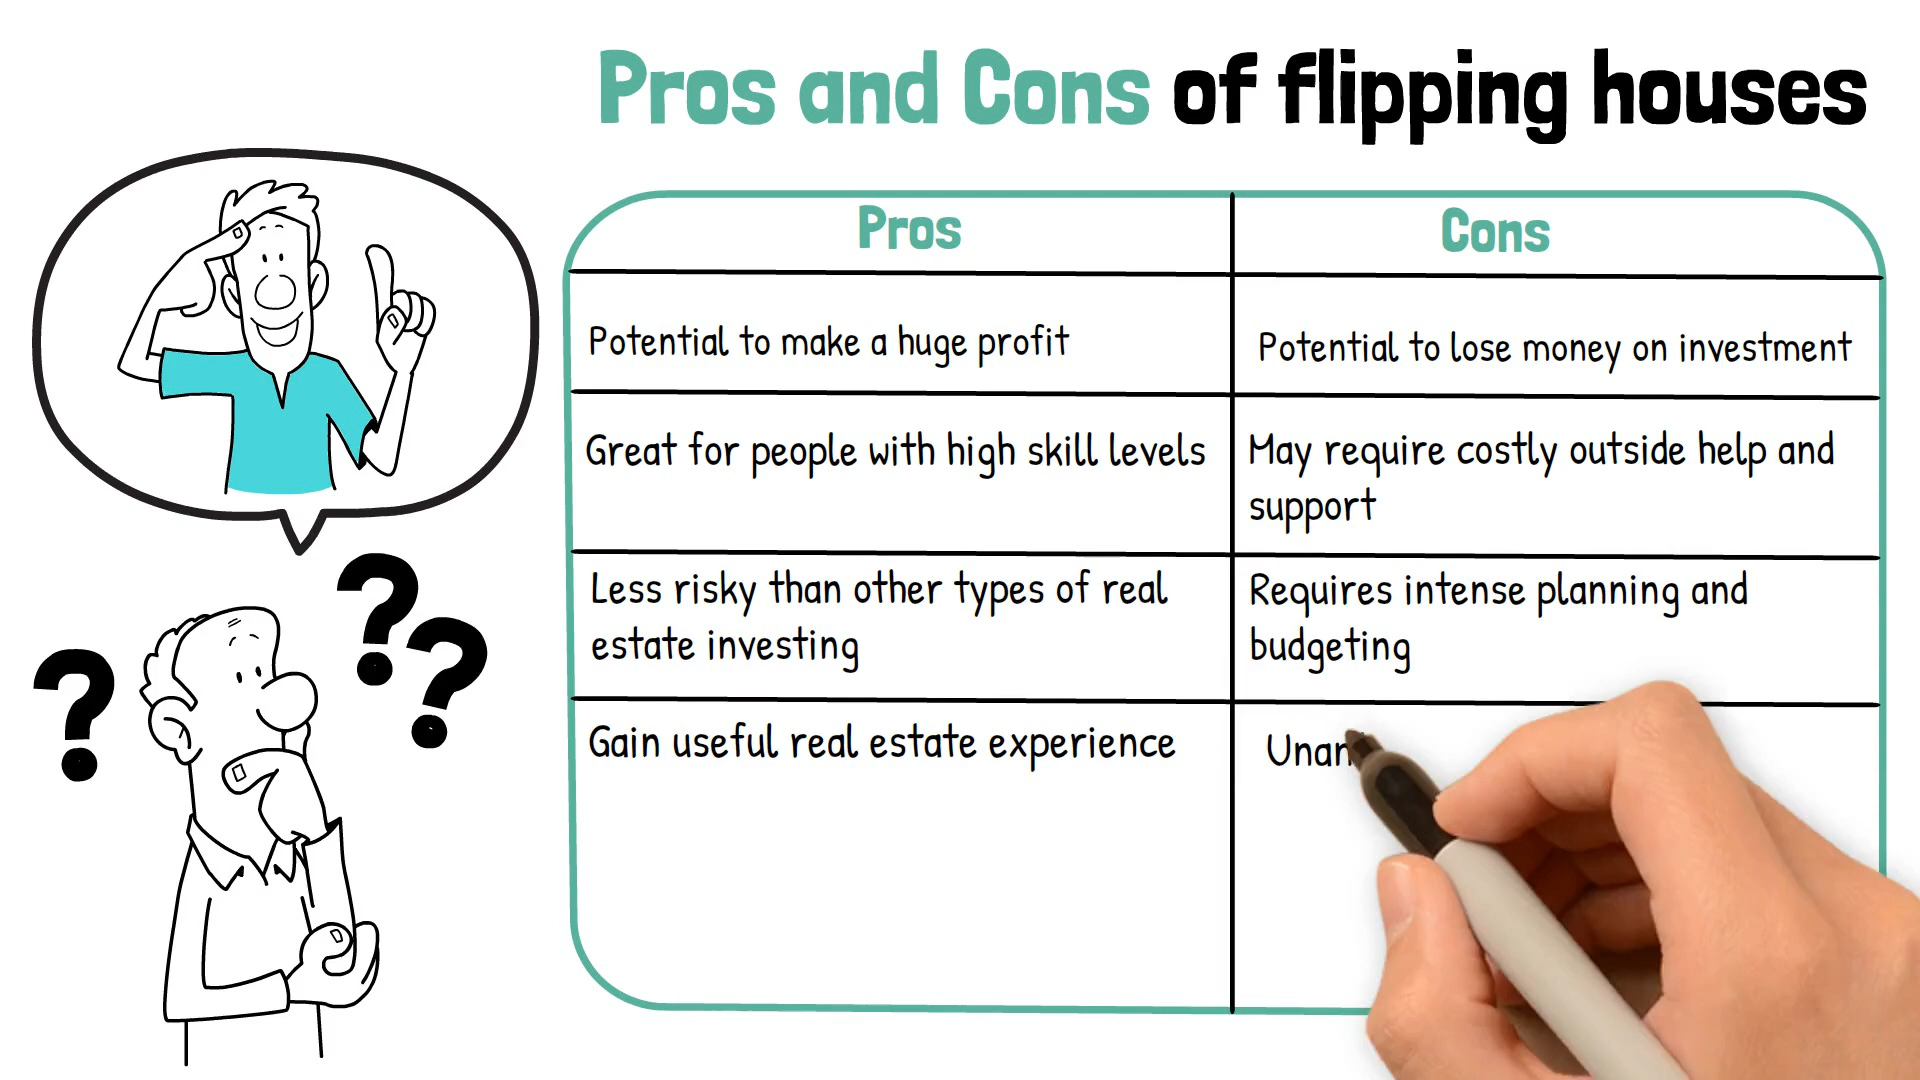 Pros and Cons of flipping houses
Pros
Cons
Potential to make a huge profit
Potential to lose money on investment
Great for people with high skill levels
May require costly outside help and
support
Less risky than other types of real
estate investing
Requires intense planning and
budgeting
Gain useful real estate experience
Unan
? ? ?